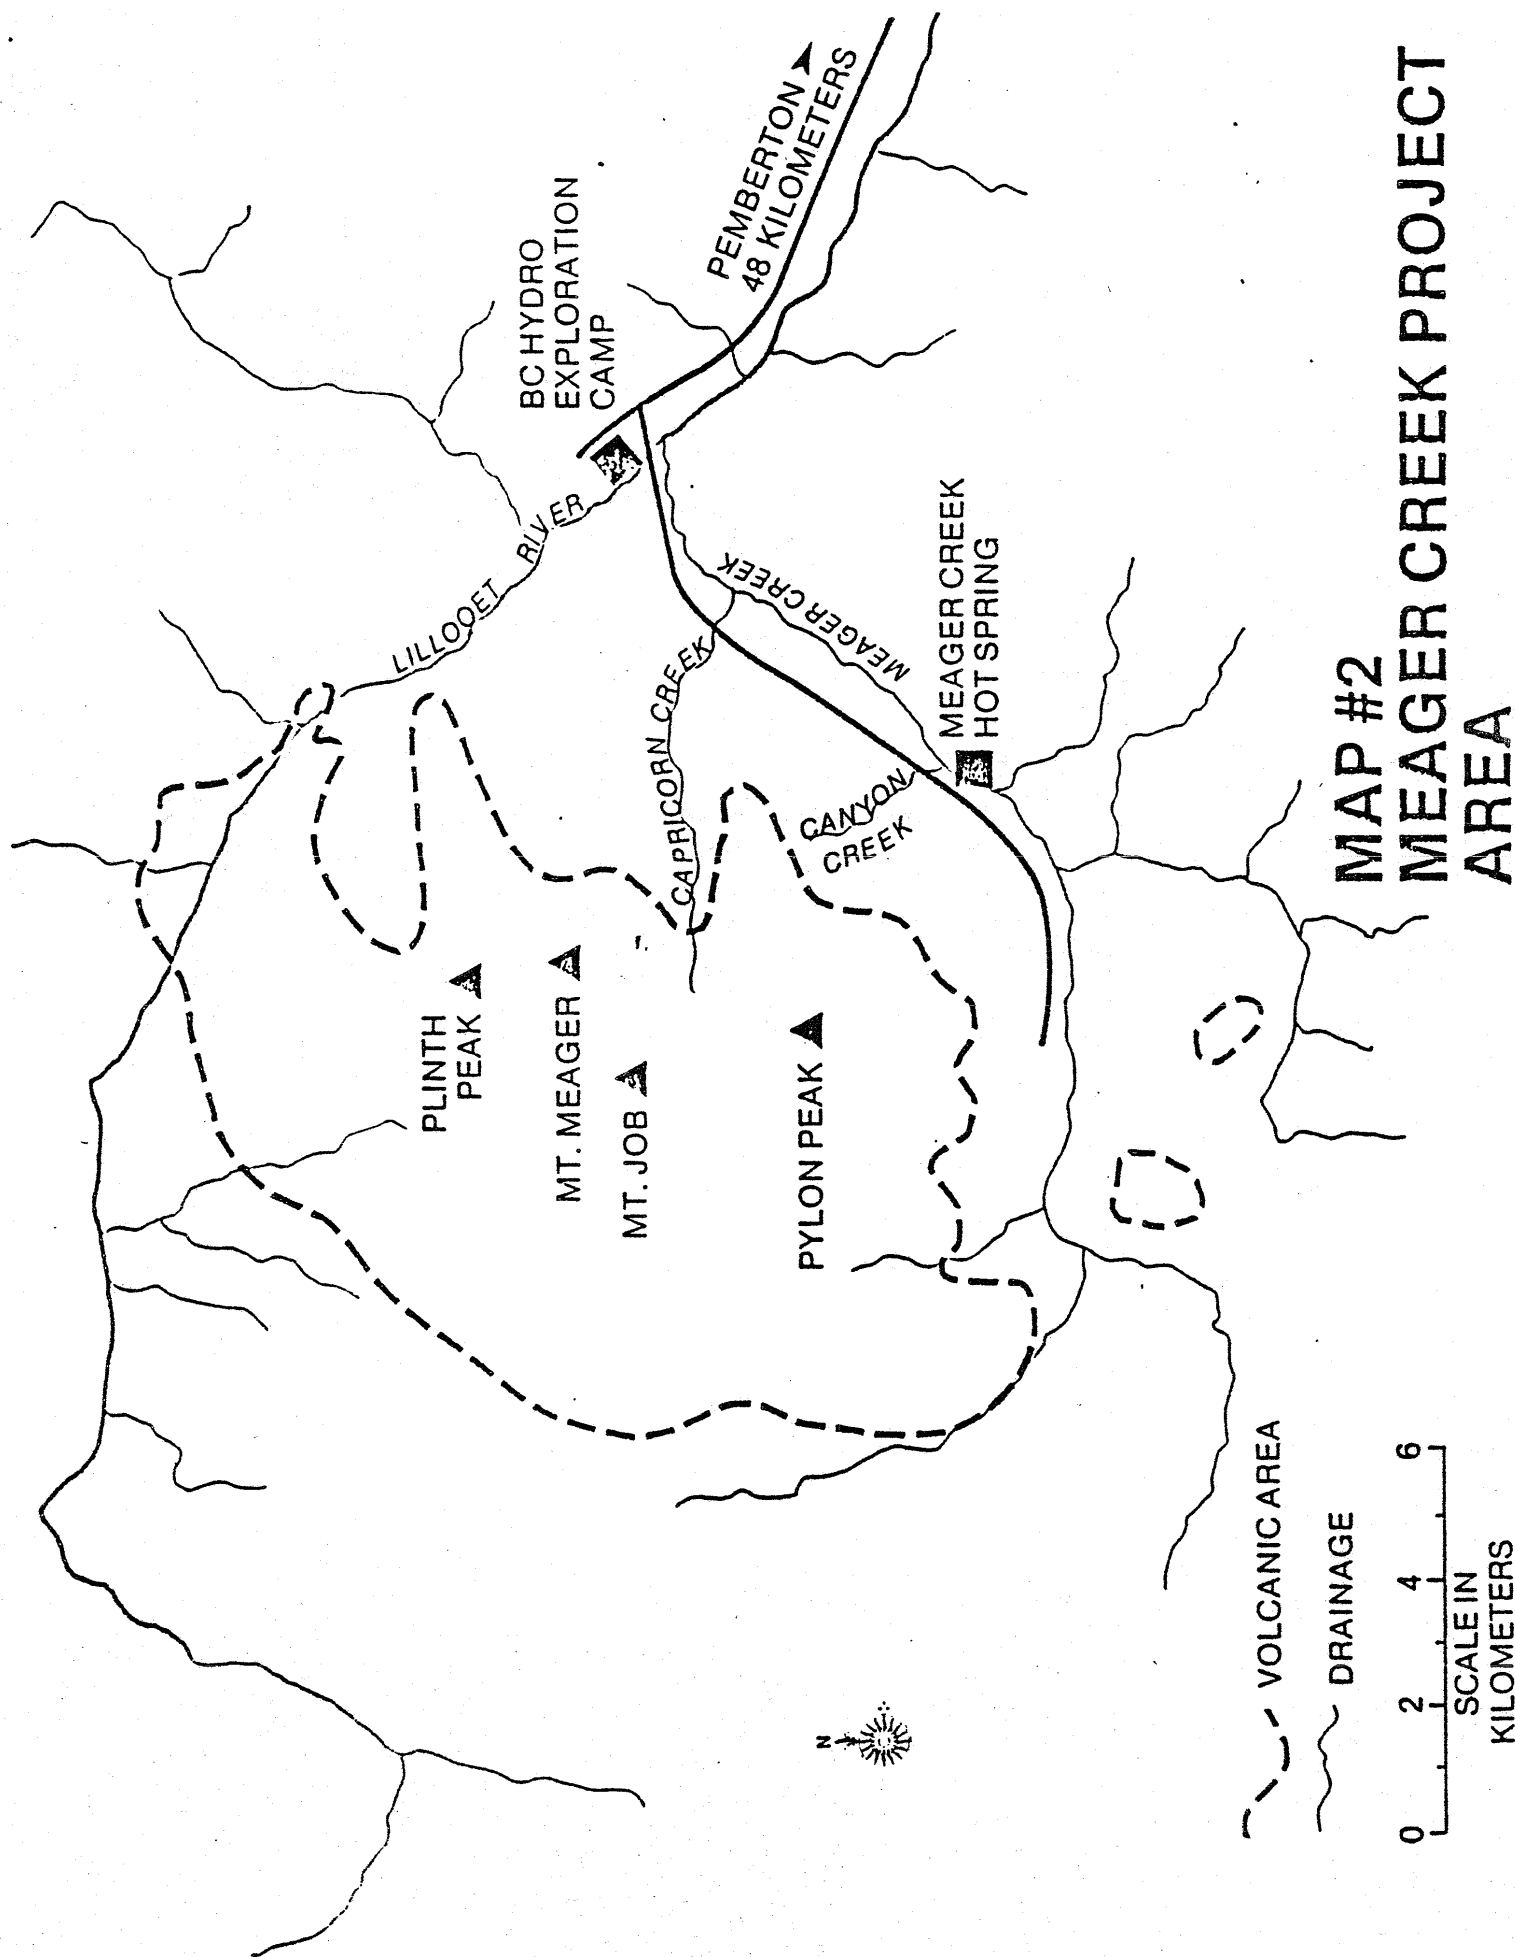 PEMBERTON
48 KILOMETERS
BC HYDRO
EXPLORATION
CAMP
LILLOOET RIVER
MEAGER CREEK
CAPRICORN CREEK
MEAGER CREEK
HOT SPRING
CANYON
CREEK
PLINTH
PEAK
MT. MEAGER
MT. JOB
PYLON PEAK
N
VOLCANIC AREA
DRAINAGE
0 2 4 6
SCALE IN
KILOMETERS
MAP #2
MEAGER CREEK PROJECT
AREA